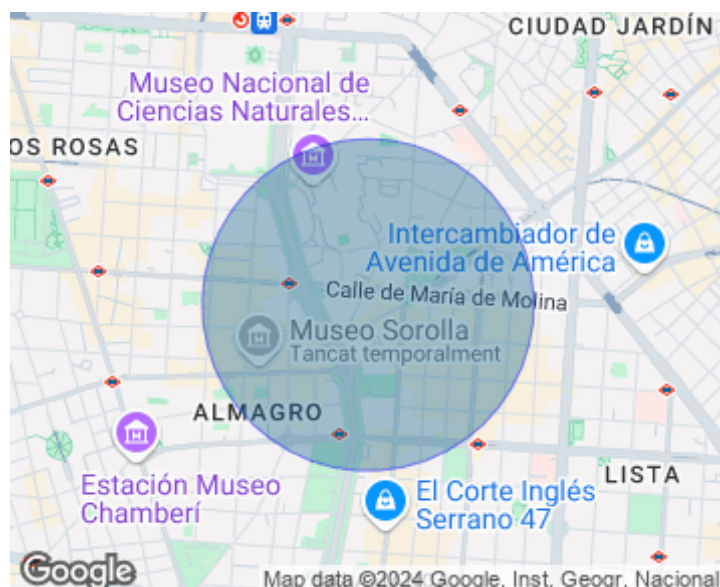 CIUDAD JARDÍN
Museo Nacional de
Ciencias Naturales...
OS ROSAS
Intercambiador de
Avenida de América
Calle de María de Molina
Museo Sorolla
Tancat temporalment
ALMAGRO
Estación Museo
Chamberí
El Corte Inglés
Serrano 47
LISTA
Google
Map data ©2024 Google, Inst. Geogr. Nacional